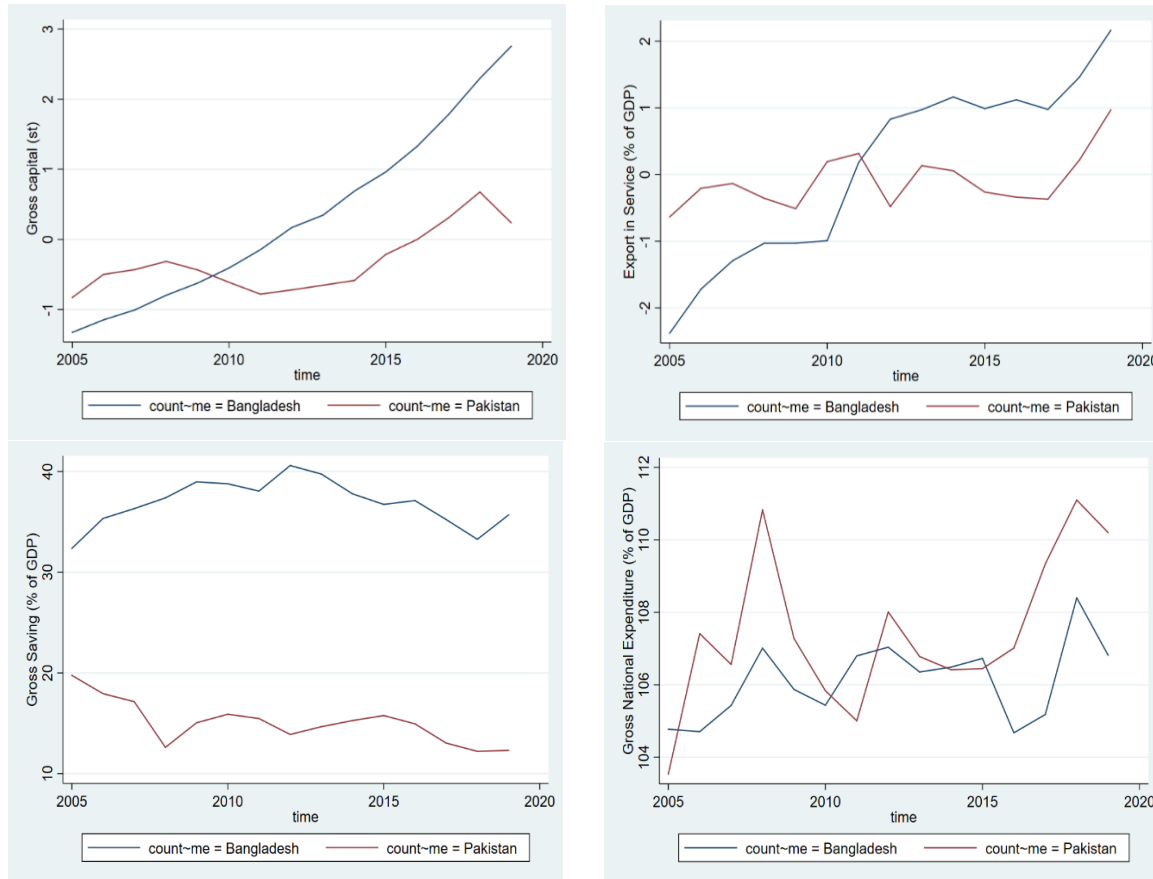 Gross capital (st)
3
2
1
0
-1
2005
2010
2015
2020
time
count~me = Bangladesh
count~me = Pakistan
Export in Service (% of GDP)
2
1
0
-1
-2
2005
2010
2015
2020
time
count~me = Bangladesh
count~me = Pakistan
Gross Saving (% of GDP)
40
30
20
10
2005
2010
2015
2020
time
count~me = Bangladesh
count~me = Pakistan
Gross National Expenditure (% of GDP)
112
110
108
106
104
2005
2010
2015
2020
time
count~me = Bangladesh
count~me = Pakistan